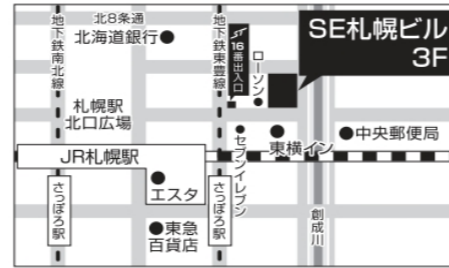 北8条通
北海道銀行
地下鉄南北線
地下鉄東豊線
16番出入口
ローソン
SE札幌ビル
3F
札幌駅
北口広場
セブンイレブン
東横イン
中央郵便局
JR札幌駅
さっぽろ駅
エスタ
さっぽろ駅
東急
百貨店
創成川